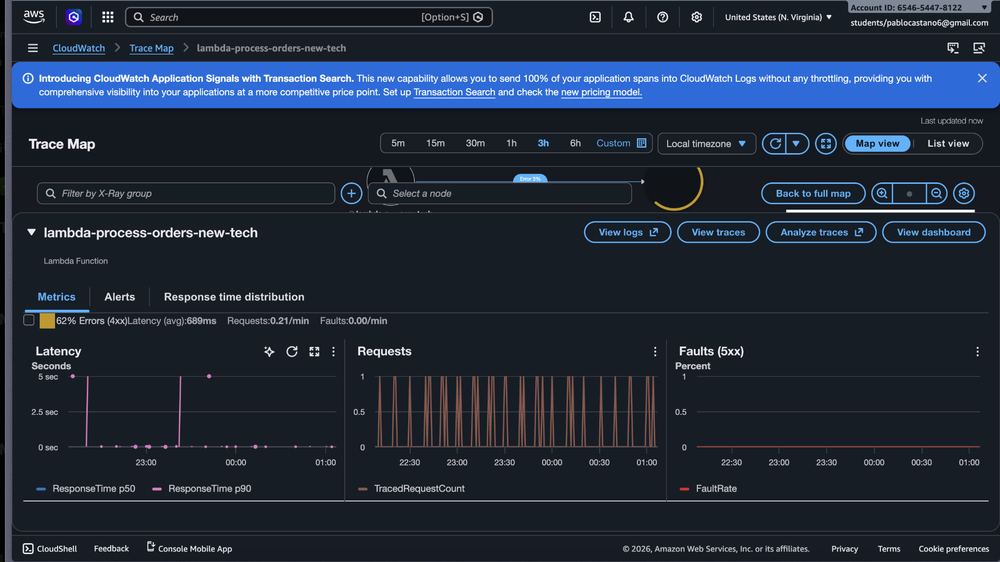 aws
Search
[Option+S]
United States (N. Virginia)
Account ID: 6546-5447-8122
students/pablocastano6@gmail.com
CloudWatch
Trace Map
lambda-process-orders-new-tech
Introducing CloudWatch Application Signals with Transaction Search. This new capability allows you to send 100% of your application spans into CloudWatch Logs without any throttling, providing you with
comprehensive visibility into your applications at a more competitive price point. Set up Transaction Search and check the new pricing model.
Last updated now
Trace Map
5m 15m 30m 1h 3h 6h Custom
Local timezone
Map view
List view
Error 3%
Filter by X-Ray group
Select a node
Back to full map
lambda-process-orders-new-tech
View logs
View traces
Analyze traces
View dashboard
Lambda Function
Metrics
Alerts
Response time distribution
62% Errors (4xx)Latency (avg):689ms Requests:0.21/min Faults:0.00/min
Latency
Seconds
5 sec
2.5 sec
0 sec
23:00 00:00 01:00
ResponseTime p50 ResponseTime p90
Requests
1
0.5
0
22:30 23:00 23:30 00:00 00:30 01:00
TracedRequestCount
Faults (5xx)
Percent
1
0.5
0
22:30 23:00 23:30 00:00 00:30 01:00
FaultRate
CloudShell
Feedback
Console Mobile App
© 2026, Amazon Web Services, Inc. or its affiliates.
Privacy
Terms
Cookie preferences